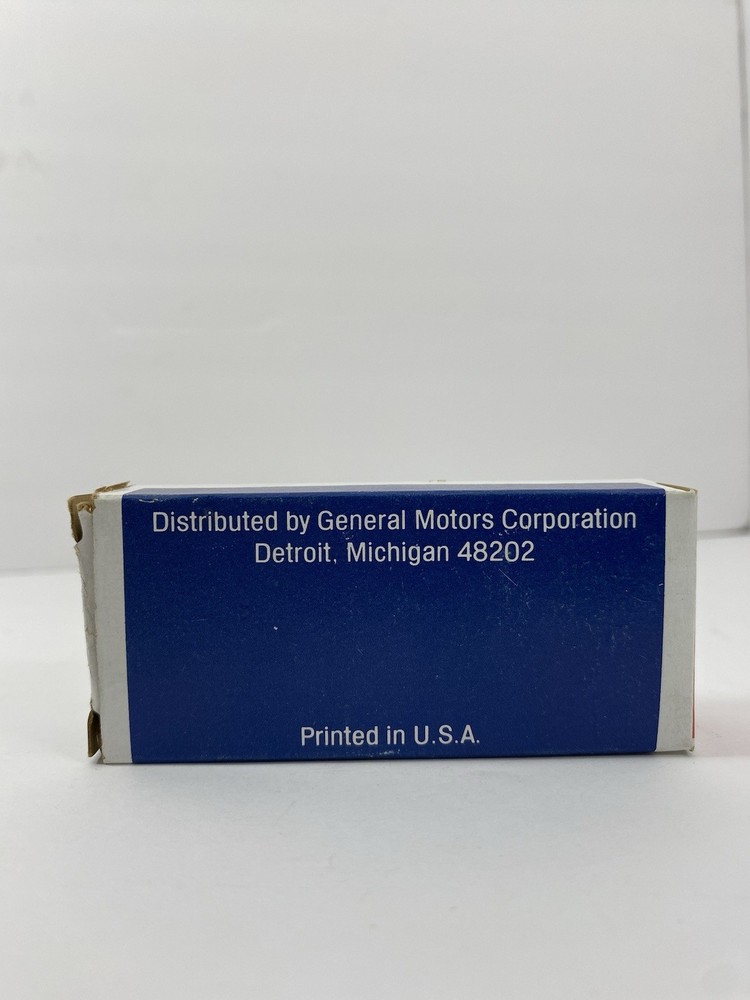 Distributed by General Motors Corporation
Detroit, Michigan 48202
Printed in U.S.A.